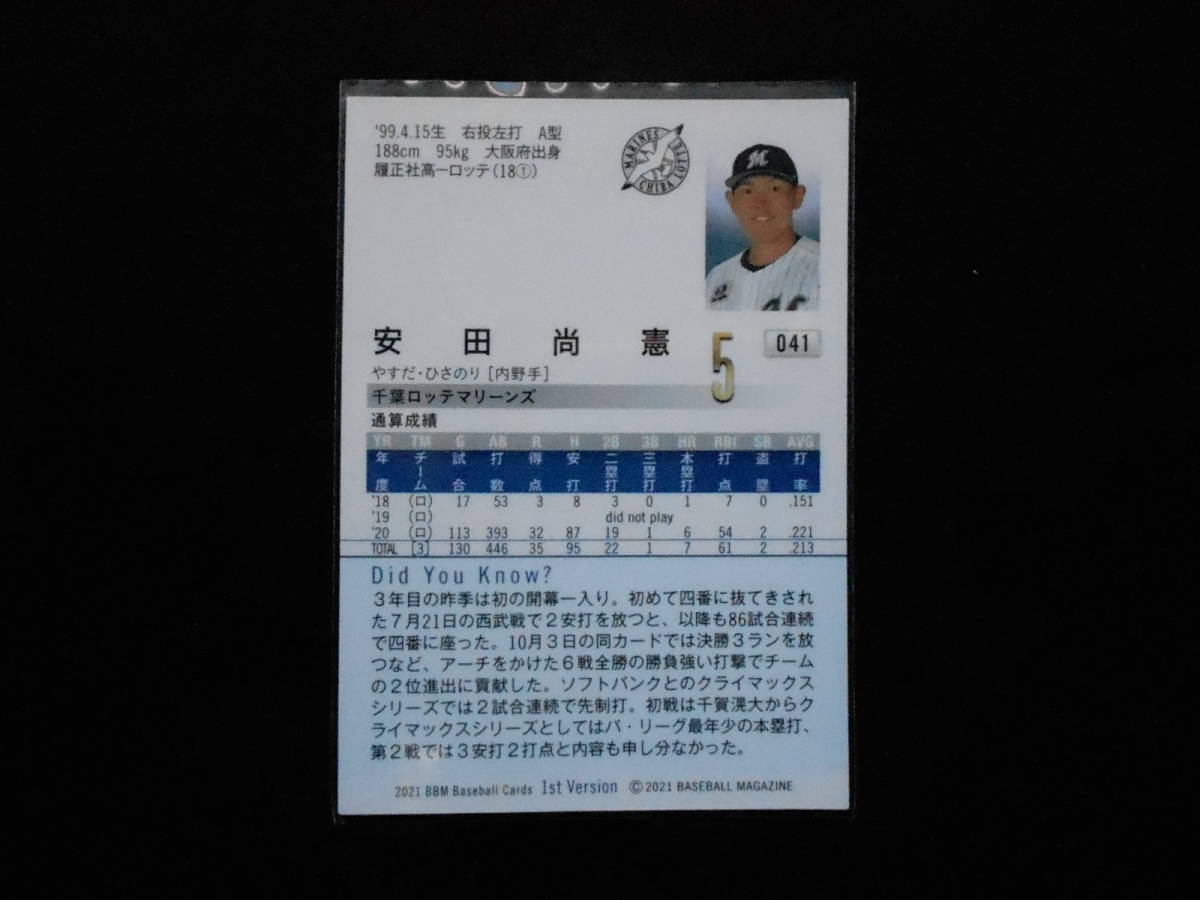 '99.4.15生 右投左打 A型
188cm 95kg 大阪府出身
履正社高ーロッテ(18①)
MARINES
CHIBA LOTTE
M
安田尚憲
5
041
やすだ・ひさのり[内野手]
千葉ロッテマリーンズ
通算成績
YR TM G AB R H 2B 3B HR RBI SB AVG
年度 チーム 試合 打数 得点 安打 二塁打 三塁打 本塁打 打点 盗塁 打率
'18 (ロ) 17 53 3 8 3 0 1 7 0 .151
'19 (ロ) did not play
'20 (ロ) 113 393 32 87 19 1 6 54 2 .221
TOTAL [3] 130 446 35 95 22 1 7 61 2 .213
Did You Know?
3年目の昨季は初の開幕一入り。初めて四番に抜てきされ
た7月21日の西武戦で2安打を放つと、以降も86試合連続
で四番に座った。10月3日の同カードでは決勝3ランを放
つなど、アーチをかけた6戦全勝の勝負強い打撃でチーム
の2位進出に貢献した。ソフトバンクとのクライマックス
シリーズでは2試合連続で先制打。初戦は千賀滉大からク
ライマックスシリーズとしてはパ・リーグ最年少の本塁打、
第2戦では3安打2打点と内容も申し分なかった。
2021 BBM Baseball Cards 1st Version ©2021 BASEBALL MAGAZINE